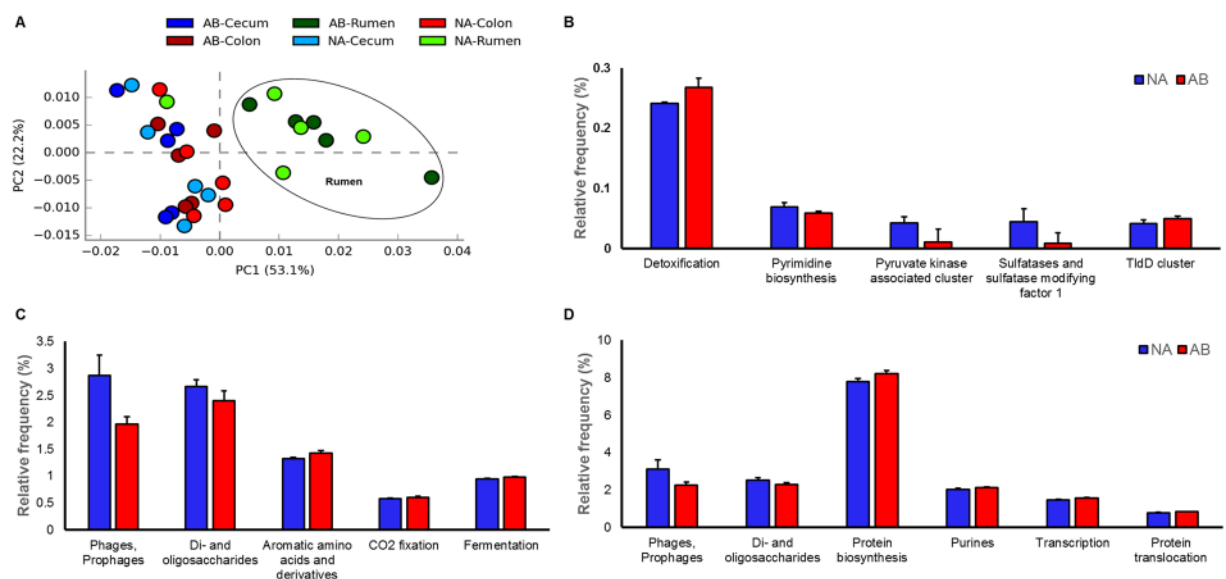 A
AB-Cecum AB-Rumen NA-Colon
AB-Colon NA-Cecum NA-Rumen
PC2 (22.2%)
0.010
0.005
0.000
−0.005
−0.010
−0.015
Rumen
−0.02 −0.01 0.00 0.01 0.02 0.03 0.04
PC1 (53.1%)
B
Relative frequency (%)
0.3
0.2
0.1
0
NA AB
Detoxification
Pyrimidine
biosynthesis
Pyruvate kinase
associated cluster
Sulfatases and
sulfatase modifying
factor 1
TldD cluster
C
Relative frequency (%)
3.5
3
2.5
2
1.5
1
0.5
0
Phages,
Prophages
Di- and
oligosaccharides
Aromatic amino
acids and
derivatives
CO2 fixation
Fermentation
D
Relative frequency (%)
10
8
6
4
2
0
NA AB
Phages,
Prophages
Di- and
oligosaccharides
Protein
biosynthesis
Purines
Transcription
Protein
translocation